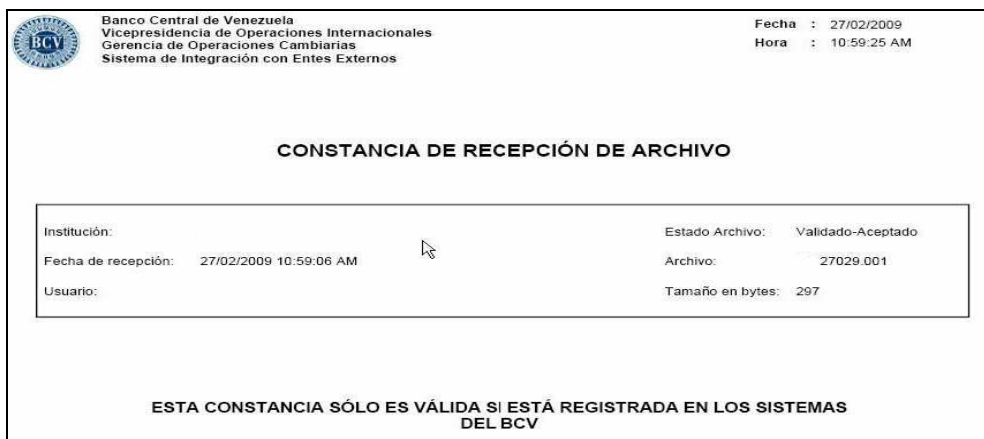 BCV
Banco Central de Venezuela
Vicepresidencia de Operaciones Internacionales
Gerencia de Operaciones Cambiarias
Sistema de Integración con Entes Externos
Fecha : 27/02/2009
Hora : 10:59:25 AM
CONSTANCIA DE RECEPCIÓN DE ARCHIVO
Institución:
Estado Archivo: Validado-Aceptado
Fecha de recepción: 27/02/2009 10:59:06 AM
Archivo: 27029.001
Usuario:
Tamaño en bytes: 297
ESTA CONSTANCIA SÓLO ES VÁLIDA SI ESTÁ REGISTRADA EN LOS SISTEMAS
DEL BCV